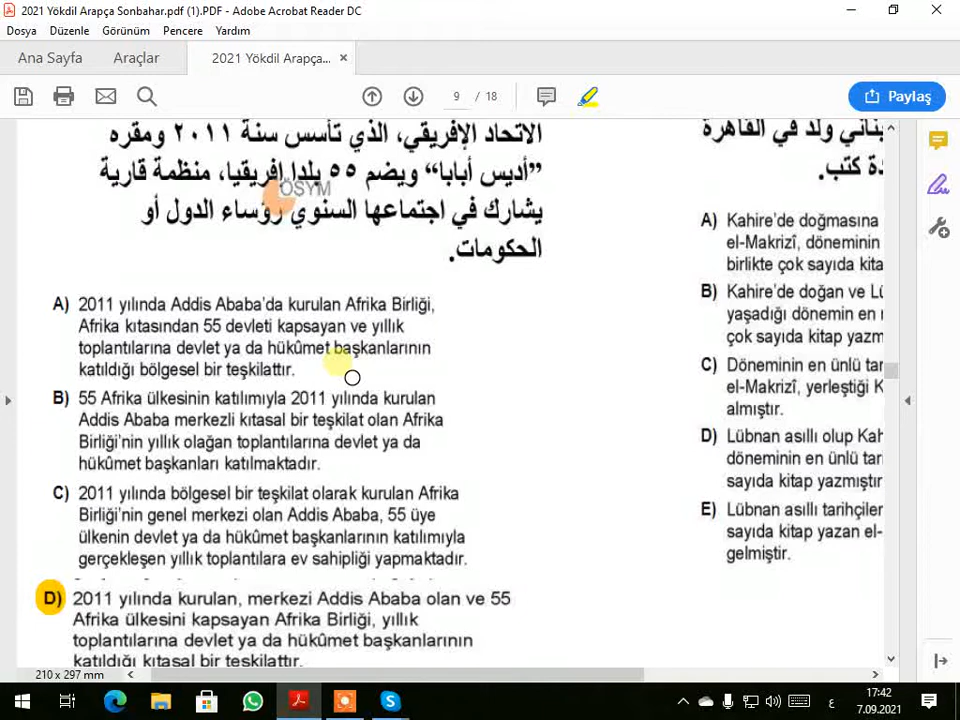 2021 Yökdil Arapça Sonbahar.pdf (1).PDF - Adobe Acrobat Reader DC
Dosya Düzenle Görünüm Pencere Yardım
Ana Sayfa Araçlar 2021 Yökdil Arapça...
9 / 18 Paylaş
الاتحاد الإفريقي، الذي تأسس سنة ٢٠١١ ومقره
"أديس أبابا" ويضم ٥٥ بلدا إفريقيا، منظمة قارية
ÖSYM
يشارك في اجتماعها السنوي رؤساء الدول أو
الحكومات.
A) 2011 yılında Addis Ababa'da kurulan Afrika Birliği,
Afrika kıtasından 55 devleti kapsayan ve yıllık
toplantılarına devlet ya da hükûmet başkanlarının
katıldığı bölgesel bir teşkilattır.
B) 55 Afrika ülkesinin katılımıyla 2011 yılında kurulan
Addis Ababa merkezli kıtasal bir teşkilat olan Afrika
Birliği'nin yıllık olağan toplantılarına devlet ya da
hükûmet başkanları katılmaktadır.
C) 2011 yılında bölgesel bir teşkilat olarak kurulan Afrika
Birliği'nin genel merkezi olan Addis Ababa, 55 üye
ülkenin devlet ya da hükûmet başkanlarının katılımıyla
gerçekleşen yıllık toplantılara ev sahipliği yapmaktadır.
D) 2011 yılında kurulan, merkezi Addis Ababa olan ve 55
Afrika ülkesini kapsayan Afrika Birliği, yıllık
toplantılarına devlet ya da hükûmet başkanlarının
katıldığı kıtasal bir teşkilattır.
ولد في القاهرة
كتب.
A) Kahire'de doğmasına
el-Makrizî, döneminin
birlikte çok sayıda kita
B) Kahire'de doğan ve Lü
yaşadığı dönemin en
çok sayıda kitap yazm
C) Döneminin en ünlü tar
el-Makrizî, yerleştiği K
almıştır.
D) Lübnan asıllı olup Kah
döneminin en ünlü tari
sayıda kitap yazmıştır
E) Lübnan asıllı tarihçiler
sayıda kitap yazan el-
gelmiştir.
210 x 297 mm
ع 17:42
7.09.2021